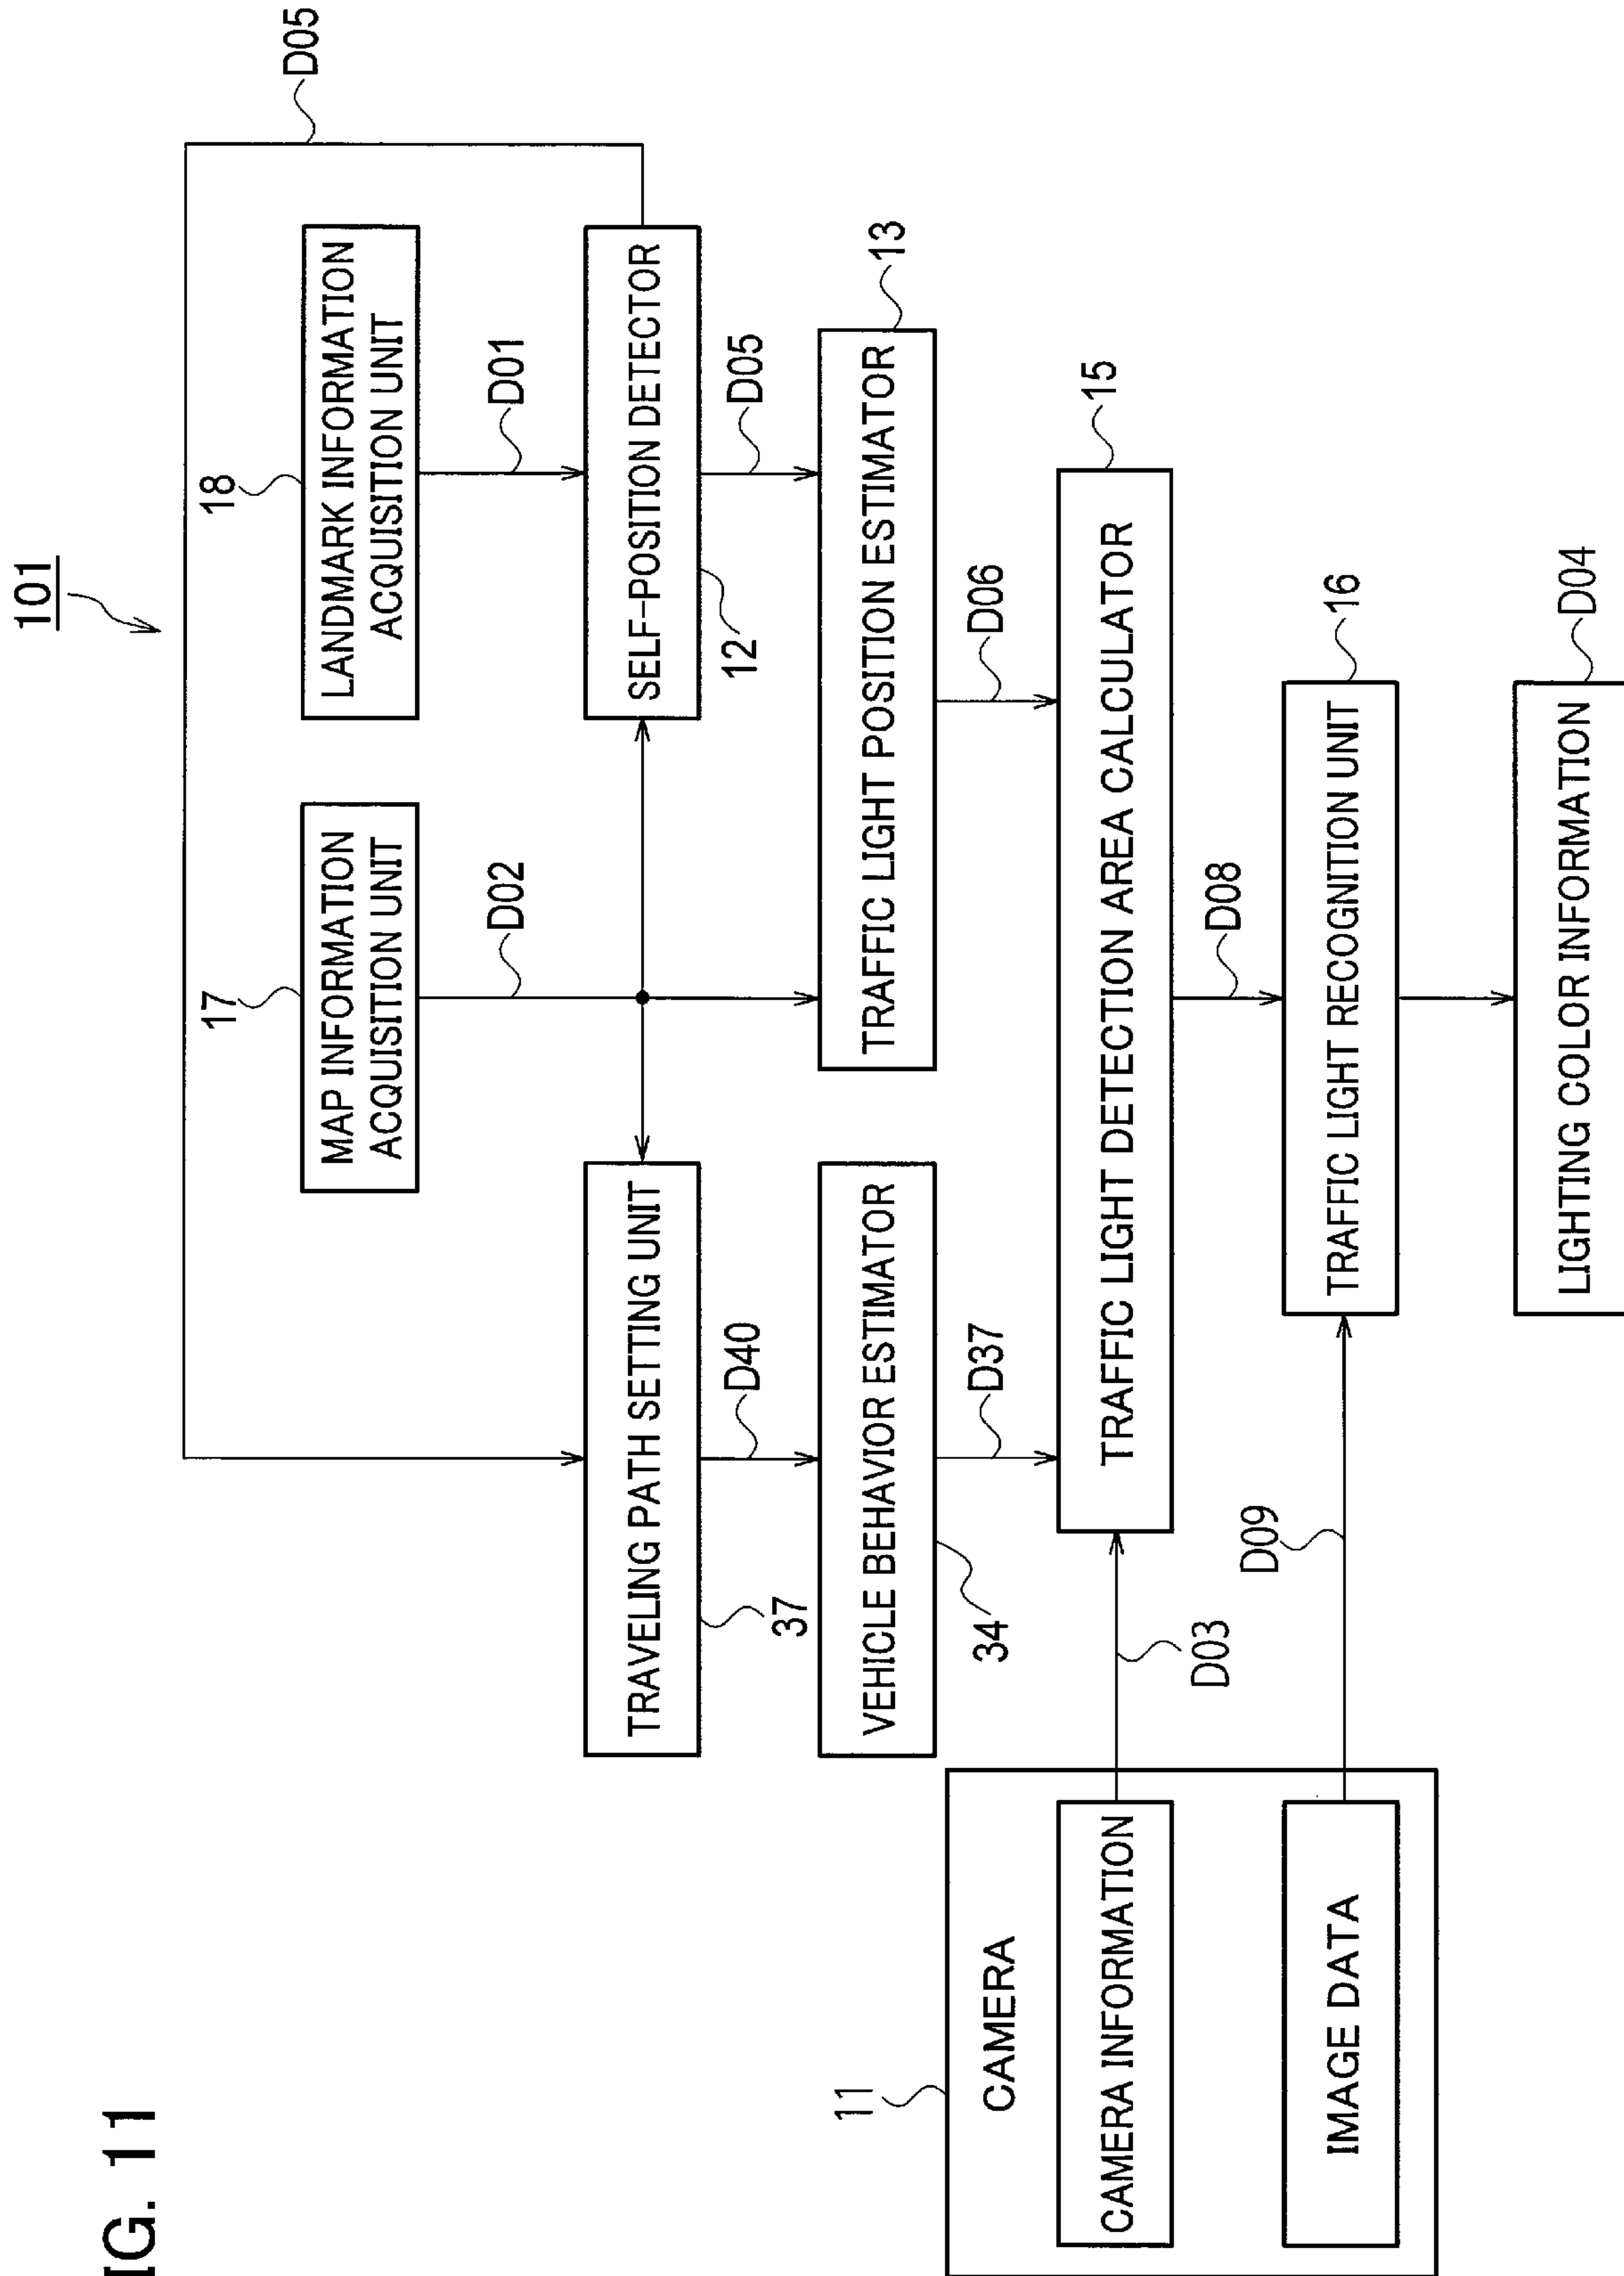 IG. 11
101
D05
17
MAP INFORMATION
ACQUISITION UNIT
18
LANDMARK INFORMATION
ACQUISITION UNIT
D02
D01
TRAVELING PATH SETTING UNIT
37
SELF-POSITION DETECTOR
12
D40
D05
VEHICLE BEHAVIOR ESTIMATOR
34
TRAFFIC LIGHT POSITION ESTIMATOR
13
D37
D06
11
CAMERA
CAMERA INFORMATION
D03
TRAFFIC LIGHT DETECTION AREA CALCULATOR
15
D08
IMAGE DATA
D09
TRAFFIC LIGHT RECOGNITION UNIT
16
LIGHTING COLOR INFORMATION
D04